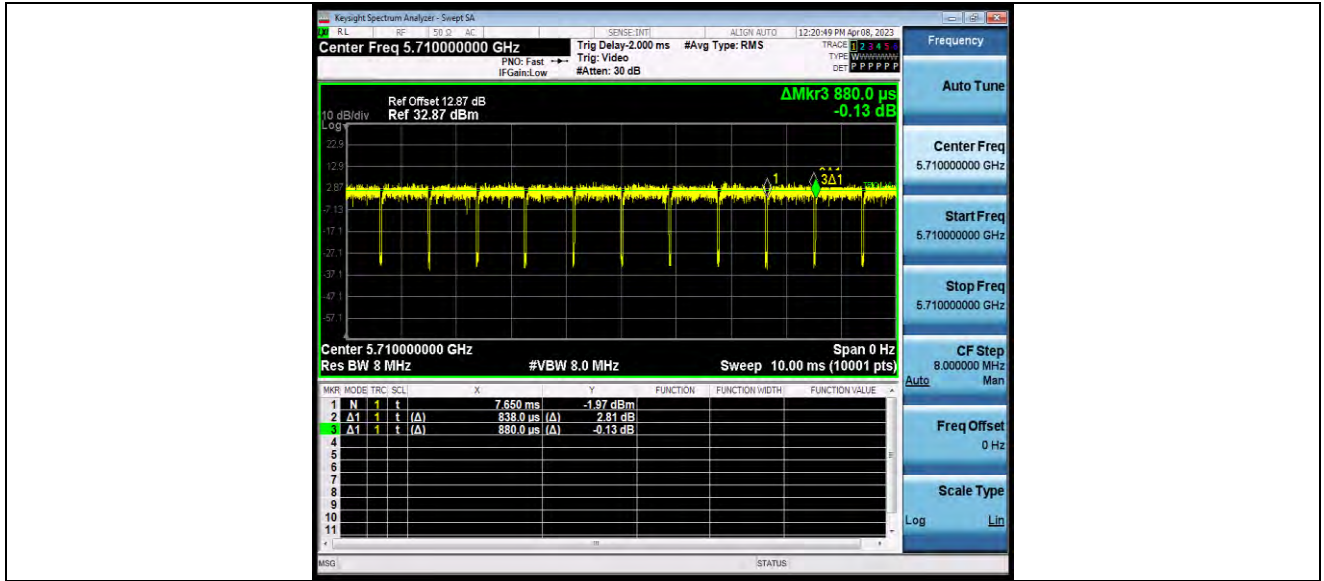 Keysight Spectrum Analyzer - Swept SA
RL RF 50 Ω AC SENSE:INT ALIGN AUTO 12:20:49 PM Apr 08, 2023
Center Freq 5.710000000 GHz
Trig Delay-2.000 ms #Avg Type: RMS
TRACE 1 2 3 4 5 6
PNO: Fast Trig: Video
TYPE WWWWWW
IFGain:Low #Atten: 30 dB
DET P P P P P P
ΔMkr3 880.0 µs
-0.13 dB
Ref Offset 12.87 dB
10 dB/div Ref 32.87 dBm
Log
22.9
12.9
2.87
-7.13
-17.1
-27.1
-37.1
-47.1
-57.1
1
3Δ1
Center 5.710000000 GHz Span 0 Hz
Res BW 8 MHz #VBW 8.0 MHz Sweep 10.00 ms (10001 pts)
MKR MODE TRC SCL X Y FUNCTION FUNCTION WIDTH FUNCTION VALUE
1 N 1 t 7.650 ms -1.97 dBm
2 Δ1 1 t (Δ) 838.0 µs (Δ) 2.81 dB
3 Δ1 1 t (Δ) 880.0 µs (Δ) -0.13 dB
4
5
6
7
8
9
10
11
MSG STATUS
Frequency
Auto Tune
Center Freq
5.710000000 GHz
Start Freq
5.710000000 GHz
Stop Freq
5.710000000 GHz
CF Step
8.000000 MHz
Auto Man
Freq Offset
0 Hz
Scale Type
Log Lin